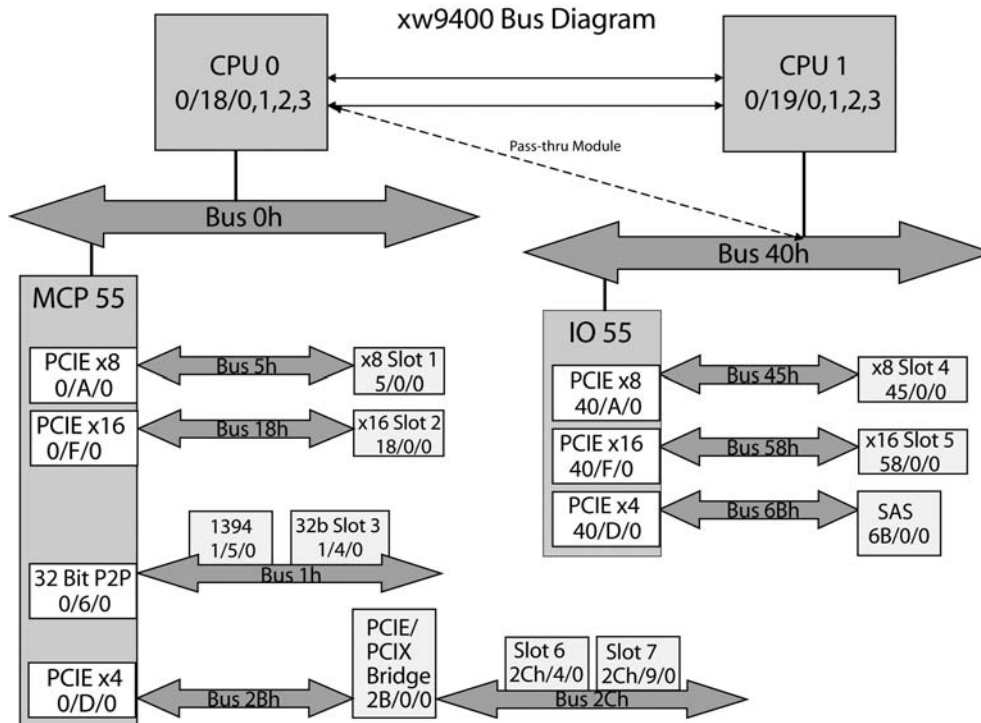 xw9400 Bus Diagram
CPU 0
0/18/0,1,2,3
CPU 1
0/19/0,1,2,3
Pass-thru Module
Bus 0h
Bus 40h
MCP 55
PCIE x8
0/A/0
Bus 5h
x8 Slot 1
5/0/0
PCIE x16
0/F/0
Bus 18h
x16 Slot 2
18/0/0
1394
1/5/0
32b Slot 3
1/4/0
32 Bit P2P
0/6/0
Bus 1h
PCIE x4
0/D/0
Bus 2Bh
PCIE/
PCIX
Bridge
2B/0/0
Slot 6
2Ch/4/0
Slot 7
2Ch/9/0
Bus 2Ch
IO 55
PCIE x8
40/A/0
Bus 45h
x8 Slot 4
45/0/0
PCIE x16
40/F/0
Bus 58h
x16 Slot 5
58/0/0
PCIE x4
40/D/0
Bus 6Bh
SAS
6B/0/0